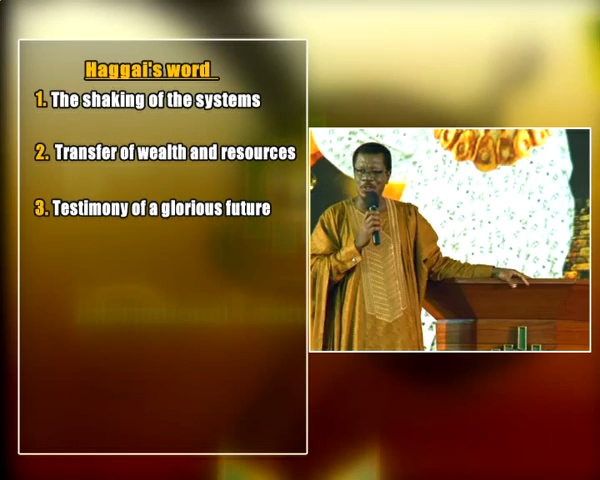 Haggai's word
1. The shaking of the systems
2. Transfer of wealth and resources
3. Testimony of a glorious future